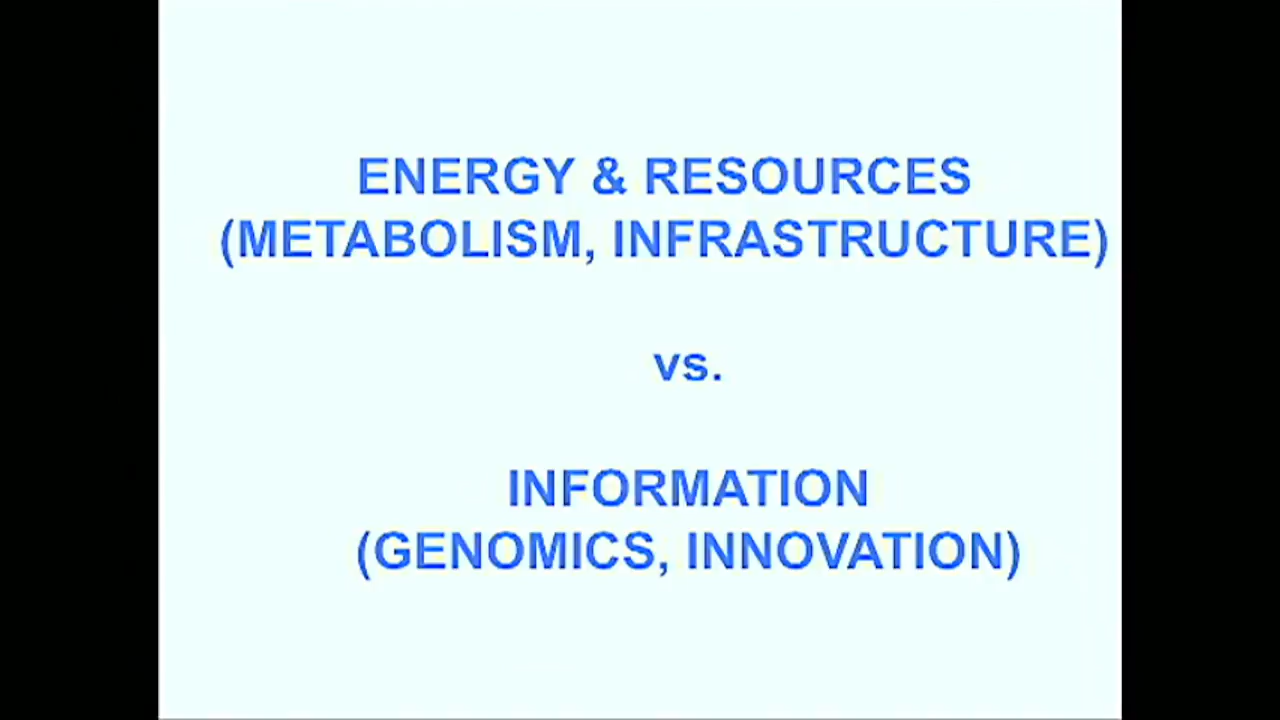 ENERGY & RESOURCES
(METABOLISM, INFRASTRUCTURE)
vs.
INFORMATION
(GENOMICS, INNOVATION)